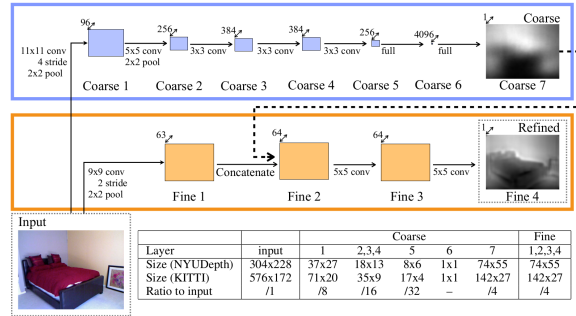 96
256
384
384
256
4096
1
Coarse
11x11 conv
4 stride
2x2 pool
5x5 conv
2x2 pool
3x3 conv
3x3 conv
3x3 conv
full
full
Coarse 1
Coarse 2
Coarse 3
Coarse 4
Coarse 5
Coarse 6
Coarse 7
63
64
64
1
Refined
9x9 conv
2 stride
2x2 pool
Concatenate
5x5 conv
5x5 conv
Fine 1
Fine 2
Fine 3
Fine 4
Input
Coarse Fine
Layer input 1 2,3,4 5 6 7 1,2,3,4
Size (NYUDepth) 304x228 37x27 18x13 8x6 1x1 74x55 74x55
Size (KITTI) 576x172 71x20 35x9 17x4 1x1 142x27 142x27
Ratio to input /1 /8 /16 /32 – /4 /4